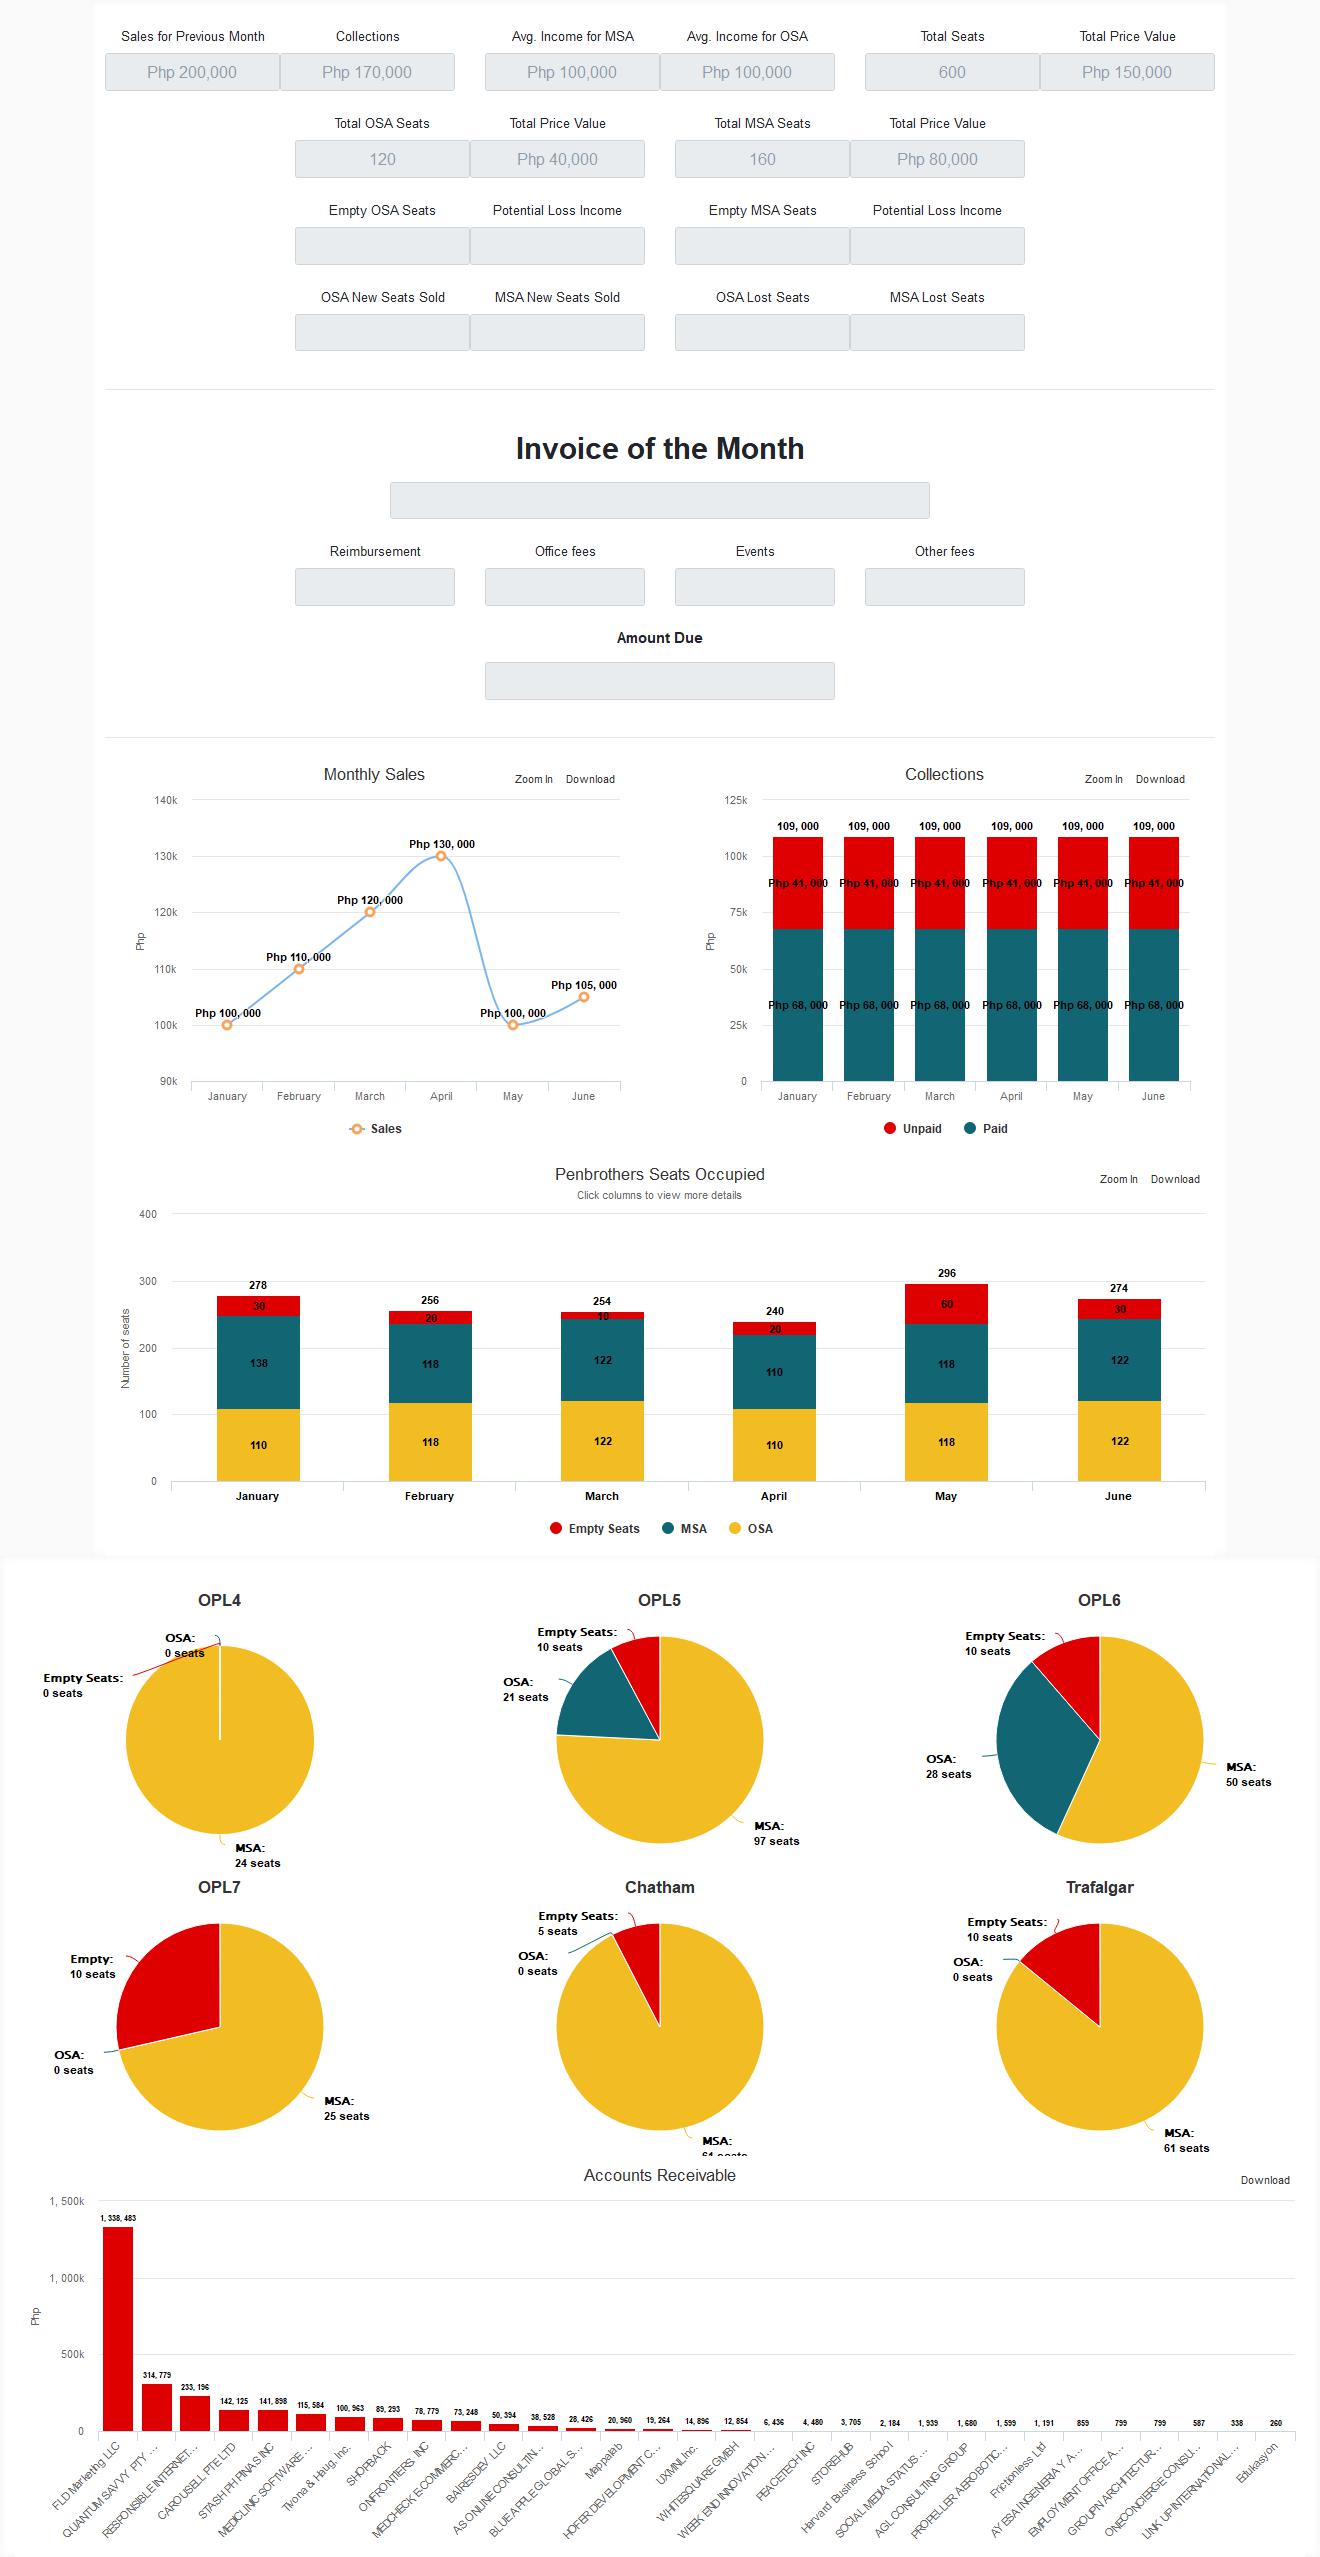 Sales for Previous Month Collections Avg. Income for MSA Avg. Income for OSA Total Seats Total Price Value
Php 200,000 Php 170,000 Php 100,000 Php 100,000 600 Php 150,000
Total OSA Seats Total Price Value Total MSA Seats Total Price Value
120 Php 40,000 160 Php 80,000
Empty OSA Seats Potential Loss Income Empty MSA Seats Potential Loss Income
OSA New Seats Sold MSA New Seats Sold OSA Lost Seats MSA Lost Seats
Invoice of the Month
Reimbursement Office fees Events Other fees
Amount Due
Monthly Sales Zoom In Download
140k
130k
120k
110k
100k
90k
Php
Php 100, 000 Php 110, 000 Php 120, 000 Php 130, 000 Php 100, 000 Php 105, 000
January February March April May June
Sales
Collections Zoom In Download
125k
100k
75k
50k
25k
0
Php
109, 000 109, 000 109, 000 109, 000 109, 000 109, 000
Php 41, 000 Php 41, 000 Php 41, 000 Php 41, 000 Php 41, 000 Php 41, 000
Php 68, 000 Php 68, 000 Php 68, 000 Php 68, 000 Php 68, 000 Php 68, 000
January February March April May June
Unpaid Paid
Penbrothers Seats Occupied
Click columns to view more details
Zoom In Download
400
300
200
100
0
Number of seats
278 256 254 240 296 274
30 20 10 20 60 30
138 118 122 110 118 122
110 118 122 110 118 122
January February March April May June
Empty Seats MSA OSA
OPL4
OSA:
0 seats
Empty Seats:
0 seats
MSA:
24 seats
OPL5
Empty Seats:
10 seats
OSA:
21 seats
MSA:
97 seats
OPL6
Empty Seats:
10 seats
OSA:
28 seats
MSA:
50 seats
OPL7
Empty:
10 seats
OSA:
0 seats
MSA:
25 seats
Chatham
Empty Seats:
5 seats
OSA:
0 seats
MSA:
61 seats
Trafalgar
Empty Seats:
10 seats
OSA:
0 seats
MSA:
61 seats
Accounts Receivable
Download
1, 500k
1, 000k
500k
0
Php
1, 338, 483 314, 779 233, 196 142, 125 141, 898 115, 584 100, 963 89, 293 78, 779 73, 248 50, 394 38, 528 28, 426 20, 960 19, 264 14, 896 12, 854 6, 436 4, 480 3, 705 2, 184 1, 939 1, 680 1, 599 1, 191 859 799 799 587 338 260
FLD Marketing LLC
QUANTUM SAVVY PTY …
RESPONSIBLE INTERNET…
CAROUSELL PTE LTD
STASH PH PINAS INC
MEDCLINIC SOFTWARE…
Tivona & Haug, Inc.
SHOPBACK
ONFRONTIERS, INC
MEDCHECK E-COMMERC…
BAIRESDEV LLC
AS ONLINE CONSULTIN…
BLUE APPLE GLOBAL S…
Mappalab
HOFER DEVELOPMENT C…
UXMNI, Inc.
WHITESQUARE GMBH
WEEK END INNOVATION…
PEACETECH INC
STOREHUB
Harvard Business School
SOCIAL MEDIA STATUS…
AGL CONSULTING GROUP
PROPELLER AEROBOTIC…
Frictionless Ltd
AYESA INGENERIA Y A…
EMPLOYMENT OFFICE A…
GROUP N ARCHITECTUR…
ONECONCIERGE CONSU…
LINK UP INTERNATIONAL…
Edukasyon